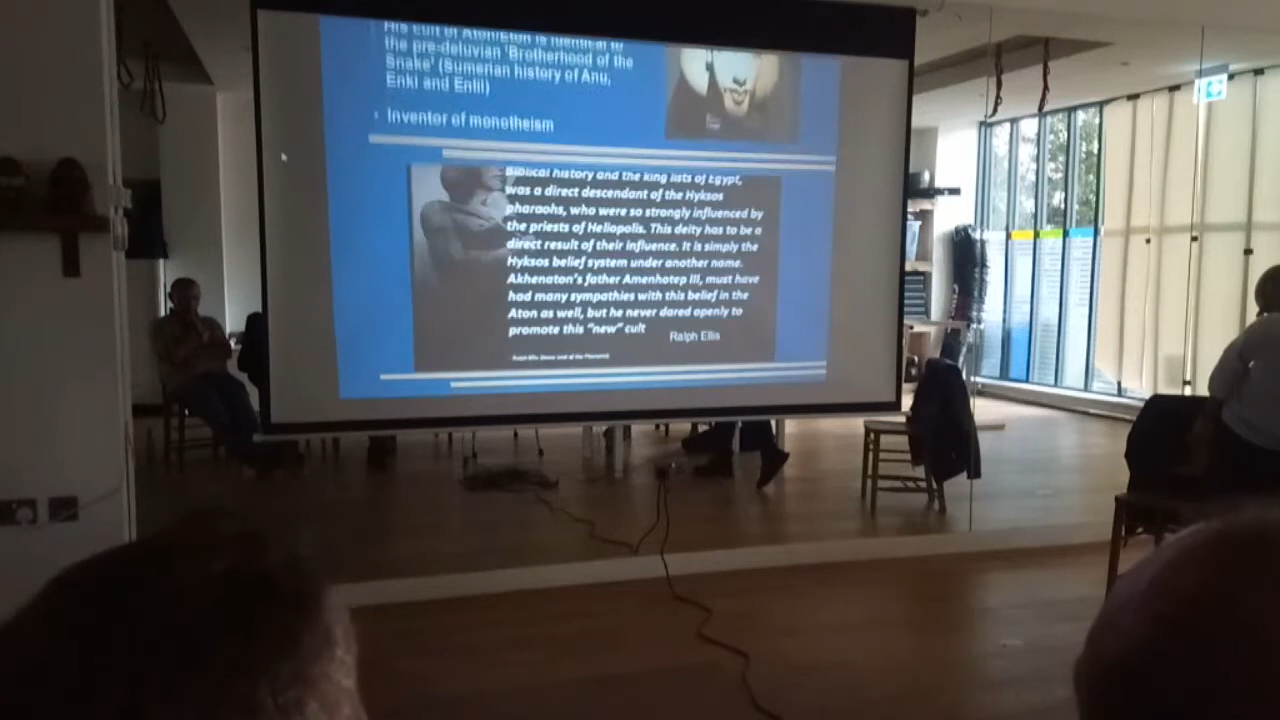 His cult of Aton/Eton is identical to
the pre-deluvian 'Brotherhood of the
Snake' (Sumerian history of Anu,
Enki and Enlil)
Inventor of monotheism
Biblical history and the king lists of Egypt,
was a direct descendant of the Hyksos
pharaohs, who were so strongly influenced by
the priests of Heliopolis. This deity has to be a
direct result of their influence. It is simply the
Hyksos belief system under another name.
Akhenaton's father Amenhotep III, must have
had many sympathies with this belief in the
Aton as well, but he never dared openly to
promote this "new" cult
Ralph Ellis